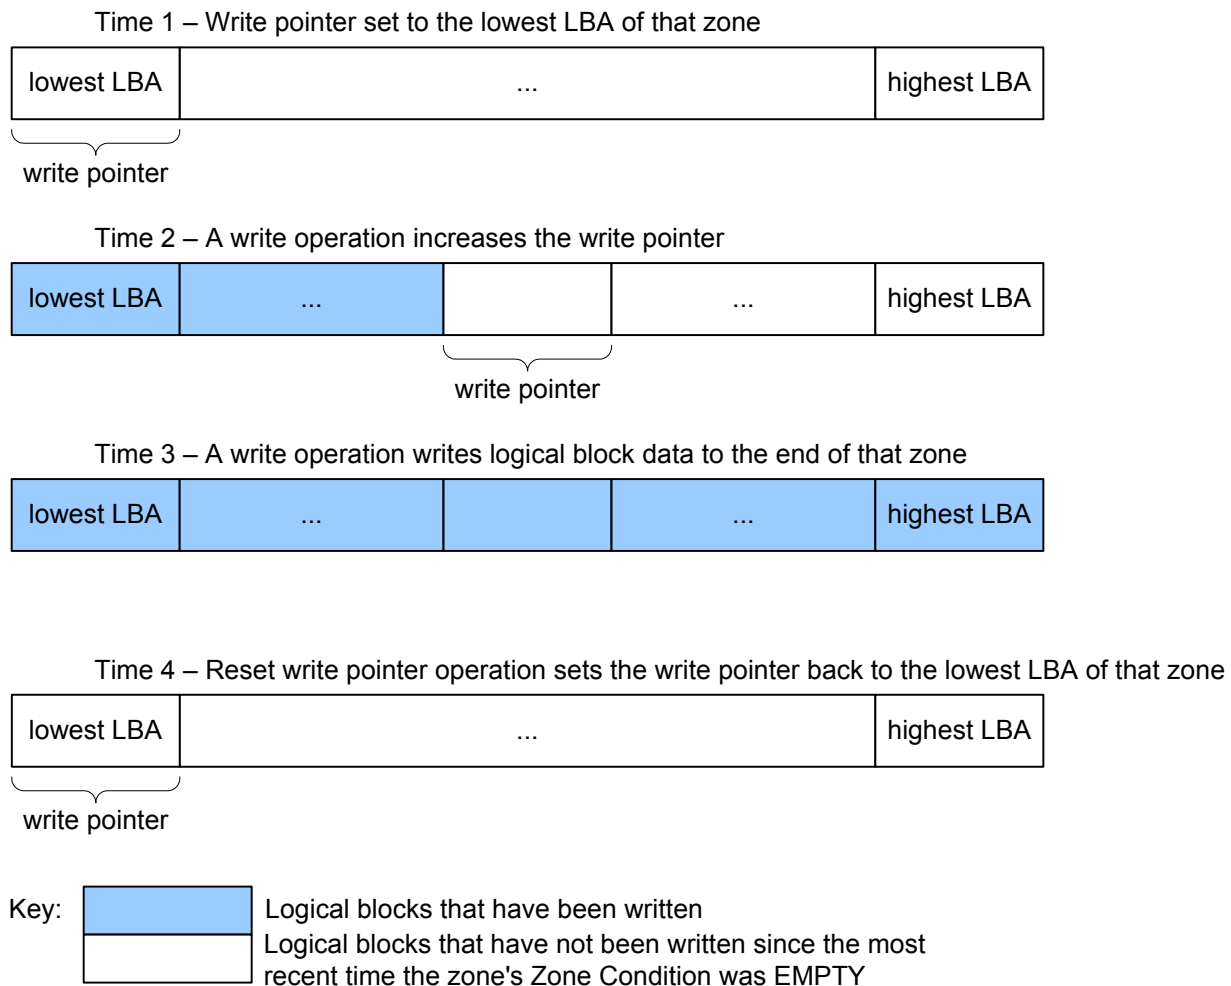 Time 1 – Write pointer set to the lowest LBA of that zone
lowest LBA ... highest LBA
write pointer
Time 2 – A write operation increases the write pointer
lowest LBA ... ... highest LBA
write pointer
Time 3 – A write operation writes logical block data to the end of that zone
lowest LBA ... ... highest LBA
Time 4 – Reset write pointer operation sets the write pointer back to the lowest LBA of that zone
lowest LBA ... highest LBA
write pointer
Key: Logical blocks that have been written
Logical blocks that have not been written since the most
recent time the zone's Zone Condition was EMPTY